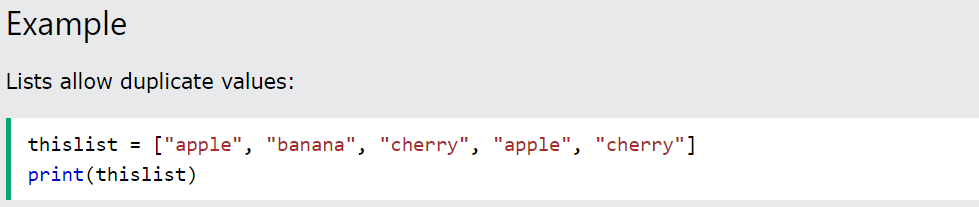 Example
Lists allow duplicate values:
thislist = ["apple", "banana", "cherry", "apple", "cherry"]
print(thislist)